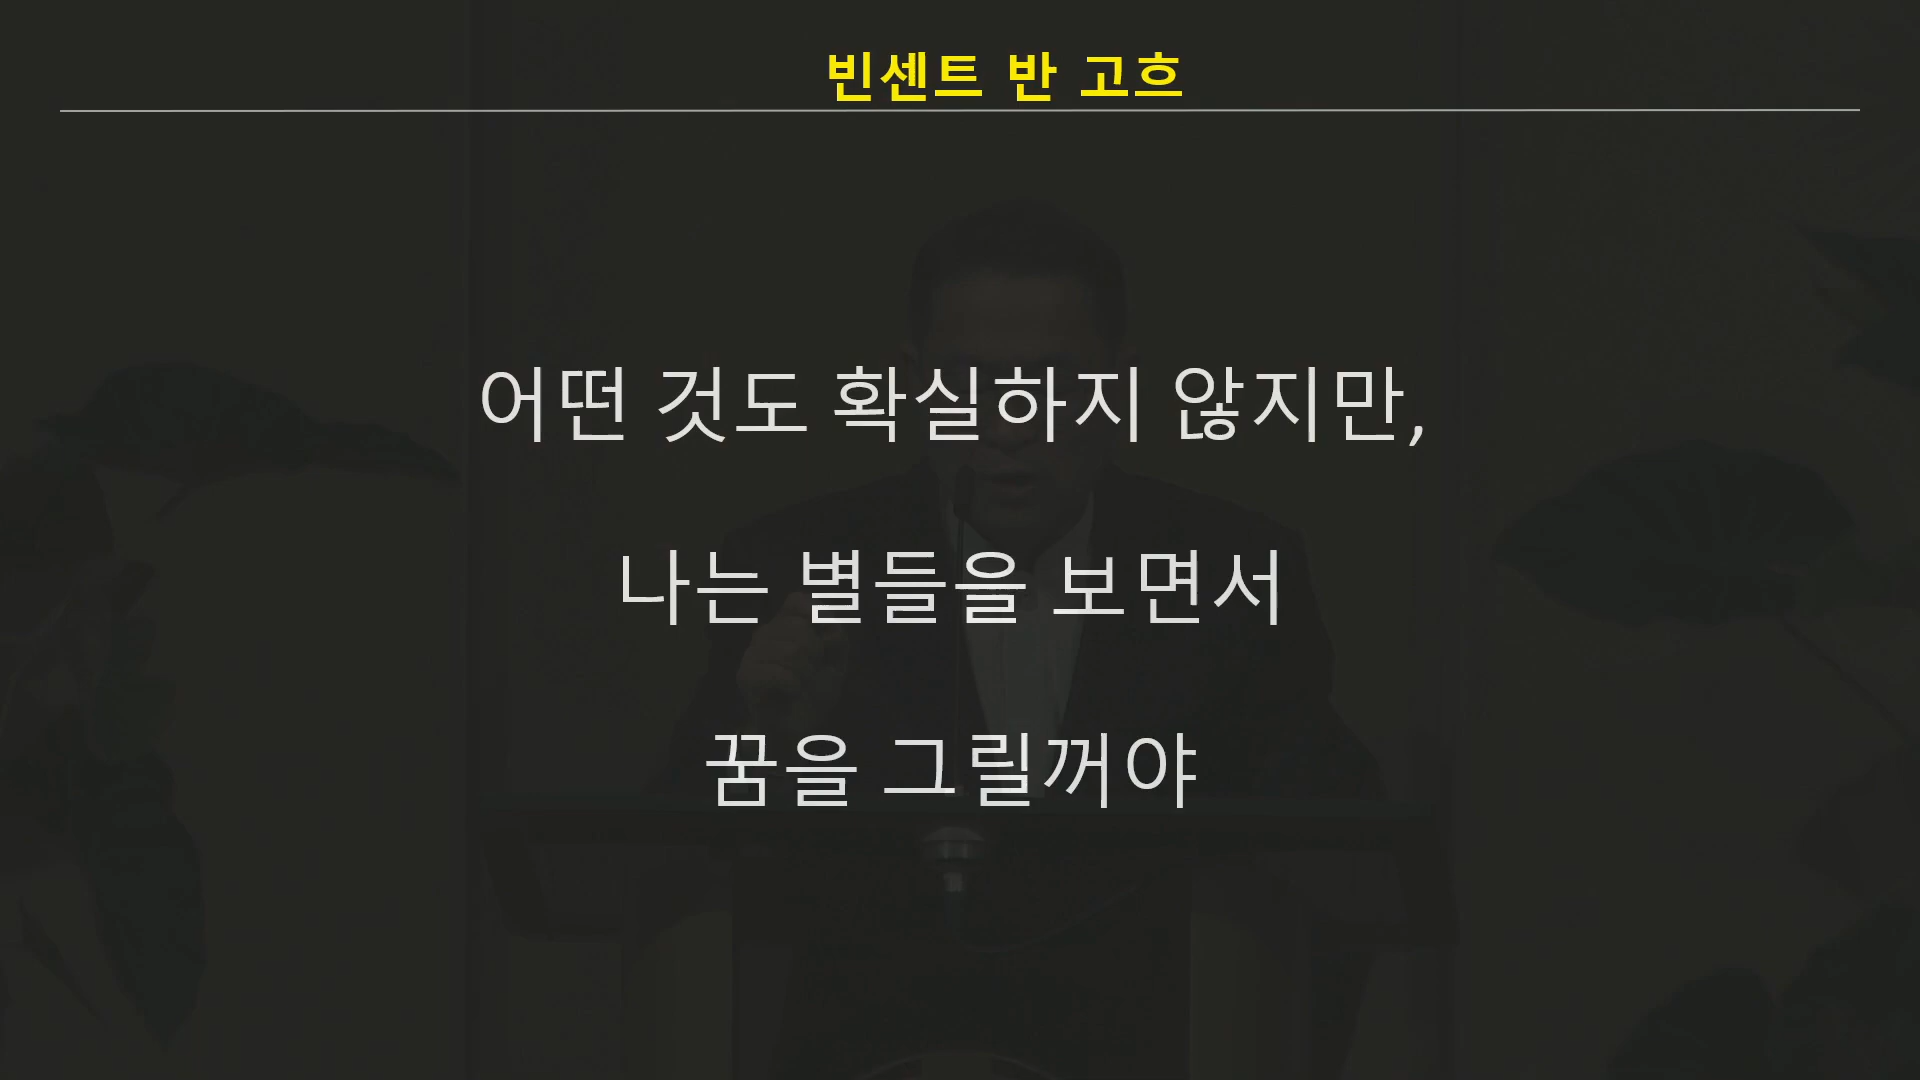 빈센트 반 고흐
어떤 것도 확실하지 않지만,
나는 별들을 보면서
꿈을 그릴꺼야